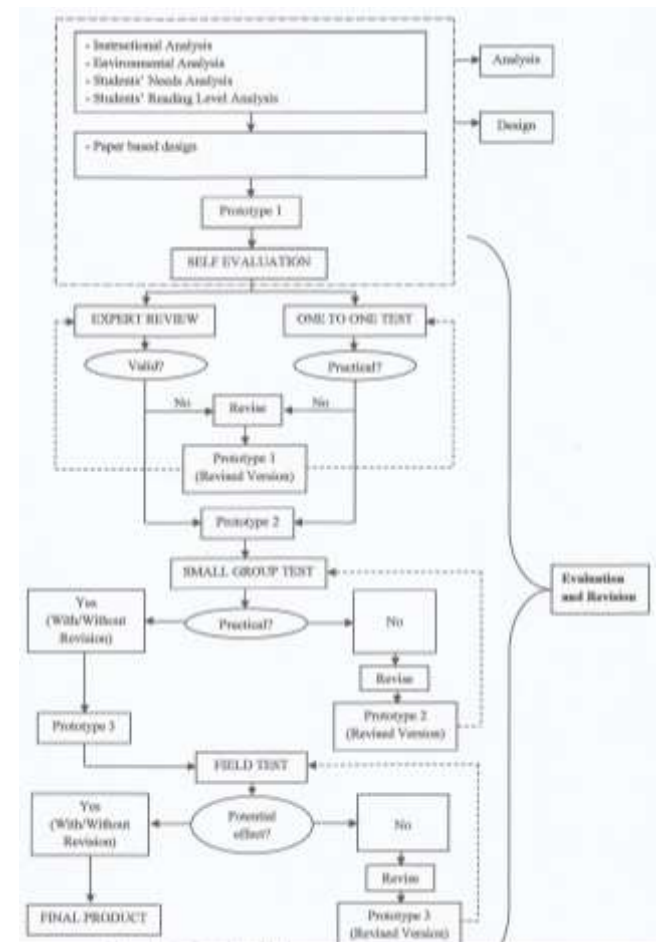 - Instructional Analysis
- Environmental Analysis
- Students' Needs Analysis
- Students' Reading Level Analysis
Analysis
Design
- Paper based design
Prototype 1
SELF EVALUATION
EXPERT REVIEW
ONE TO ONE TEST
Valid?
Practical?
No
Revise
No
Prototype 1
(Revised Version)
Prototype 2
SMALL GROUP TEST
Evaluation
and Revision
Yes
(With/Without
Revision)
Practical?
No
Revise
Prototype 2
(Revised Version)
Prototype 3
FIELD TEST
Yes
(With/Without
Revision)
Potential
effect?
No
Revise
FINAL PRODUCT
Prototype 3
(Revised Version)